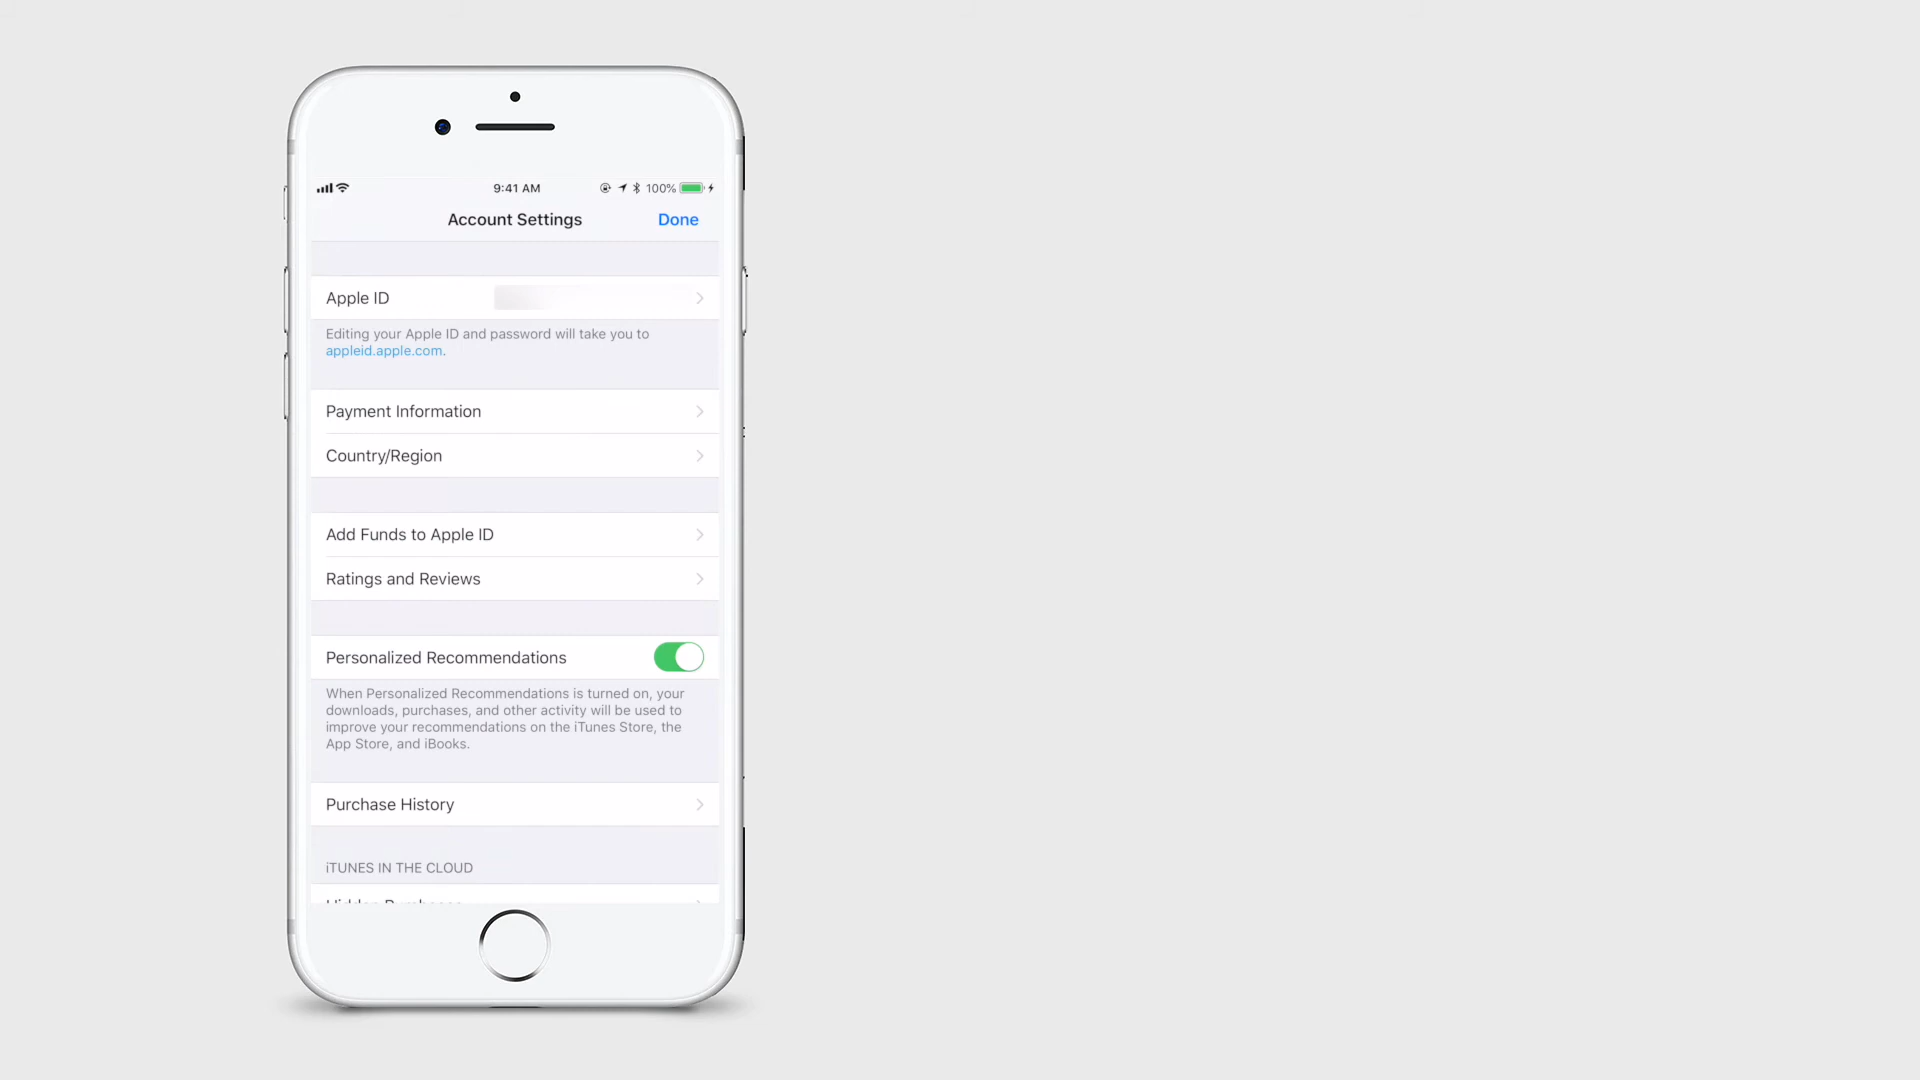 9:41 AM
100%
Account Settings
Done
Apple ID
Editing your Apple ID and password will take you to
appleid.apple.com.
Payment Information
Country/Region
Add Funds to Apple ID
Ratings and Reviews
Personalized Recommendations
When Personalized Recommendations is turned on, your
downloads, purchases, and other activity will be used to
improve your recommendations on the iTunes Store, the
App Store, and iBooks.
Purchase History
iTUNES IN THE CLOUD
Hidden Purchases